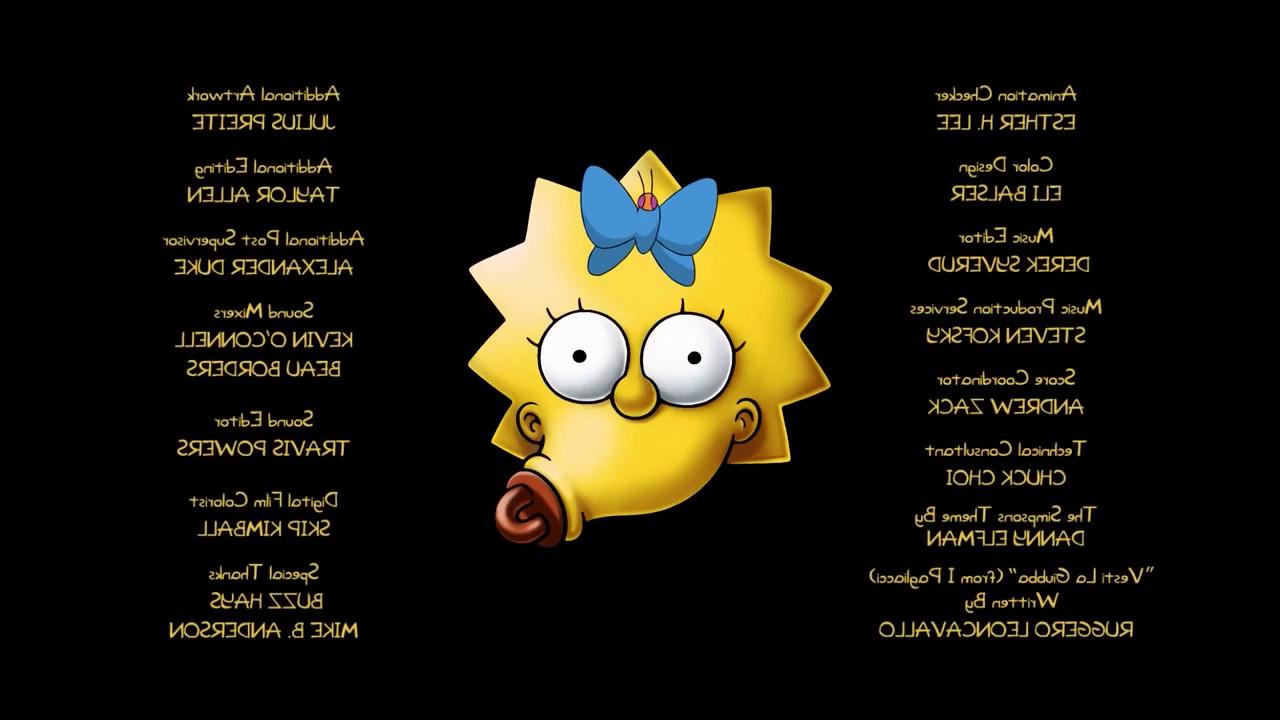 Additional Artwork
JULIUS PREITE
Additional Editing
TAYLOR ALLEN
Additional Post Supervisor
ALEXANDER DUKE
Sound Mixers
KEVIN O'CONNELL
BEAU BORDERS
Sound Editor
TRAVIS POWERS
Digital Film Colorist
SKIP KIMBALL
Special Thanks
BUZZ HAYS
MIKE B. ANDERSON
Animation Checker
ESTHER H. LEE
Color Design
ELI BALSER
Music Editor
DEREK SYVERUD
Music Production Services
STEVEN KOFSKY
Score Coordinator
ANDREW ZACK
Technical Consultant
CHUCK CHOI
The Simpsons Theme By
DANNY ELFMAN
"Vesti La Giubba" (from I Pagliacci)
Written By
RUGGERO LEONCAVALLO